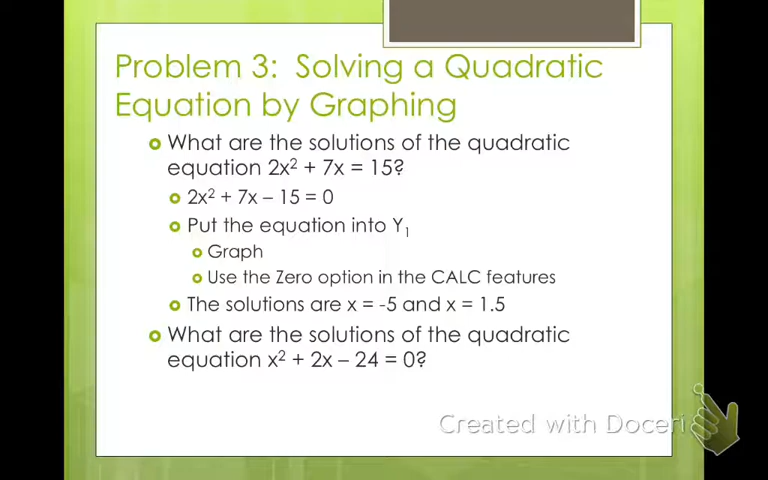 Problem 3: Solving a Quadratic
Equation by Graphing
What are the solutions of the quadratic
equation 2x² + 7x = 15?
2x² + 7x – 15 = 0
Put the equation into Y₁
Graph
Use the Zero option in the CALC features
The solutions are x = -5 and x = 1.5
What are the solutions of the quadratic
equation x² + 2x – 24 = 0?
Created with Doceri